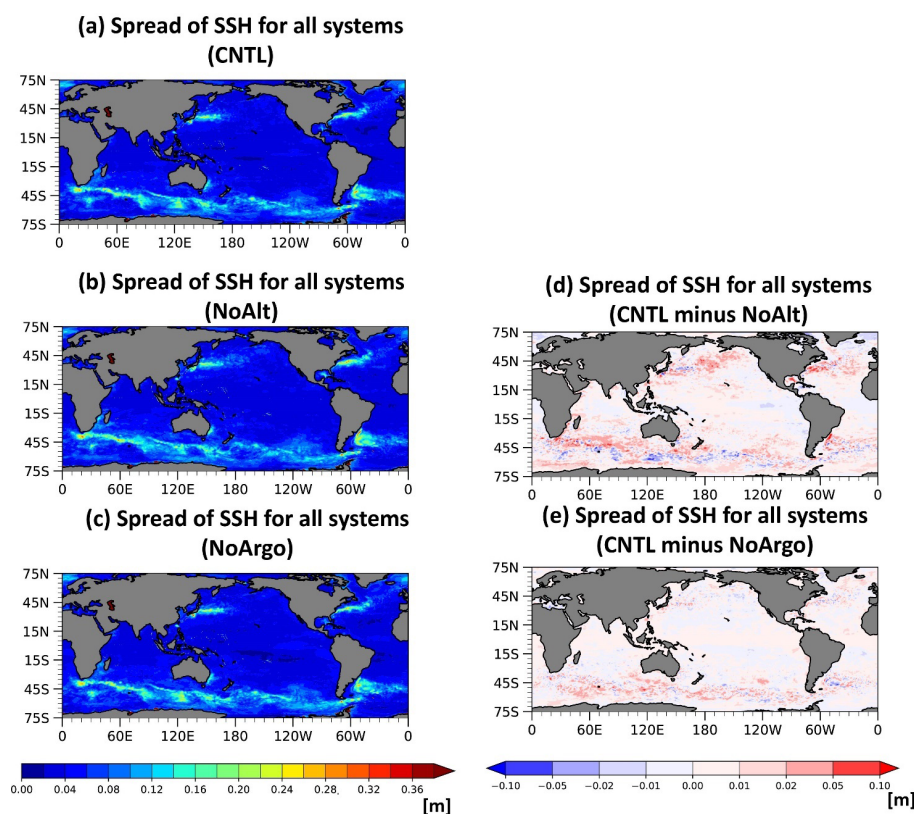 (a) Spread of SSH for all systems
(CNTL)
75N
45N
15N
15S
45S
75S
0 60E 120E 180 120W 60W 0
(b) Spread of SSH for all systems
(NoAlt)
75N
45N
15N
15S
45S
75S
0 60E 120E 180 120W 60W 0
(d) Spread of SSH for all systems
(CNTL minus NoAlt)
75N
45N
15N
15S
45S
75S
0 60E 120E 180 120W 60W 0
(c) Spread of SSH for all systems
(NoArgo)
75N
45N
15N
15S
45S
75S
0 60E 120E 180 120W 60W 0
(e) Spread of SSH for all systems
(CNTL minus NoArgo)
75N
45N
15N
15S
45S
75S
0 60E 120E 180 120W 60W 0
0.00 0.04 0.08 0.12 0.16 0.20 0.24 0.28 0.32 0.36
[m]
−0.10 −0.05 −0.02 −0.01 0.00 0.01 0.02 0.05 0.10
[m]